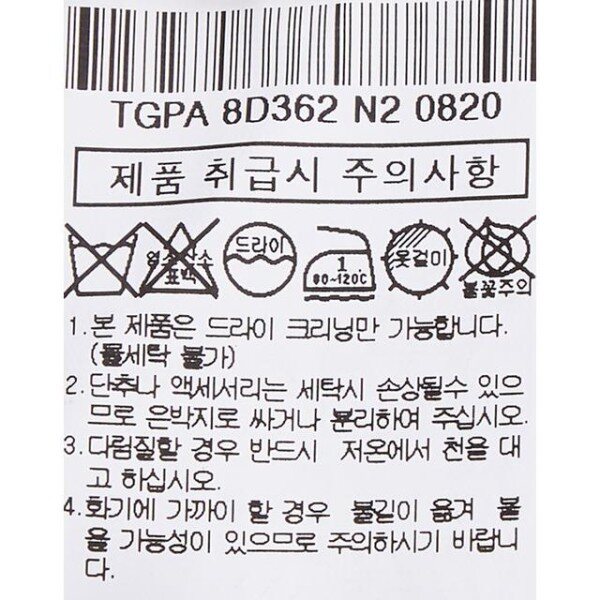 TGPA 8D362 N2 0820
제품 취급시 주의사항
염소산소 드라이 1 옷걸이
표백 80~120℃ 불꽃주의
1. 본 제품은 드라이 크리닝만 가능합니다.
(물세탁 불가)
2. 단추나 액세서리는 세탁시 손상될수 있으
므로 은박지로 싸거나 분리하여 주십시오.
3. 다림질할 경우 반드시 저온에서 천을 대
고 하십시오.
4. 화기에 가까이 할 경우 불길이 옮겨 붙
을 가능성이 있으므로 주의하시기 바랍니
다.